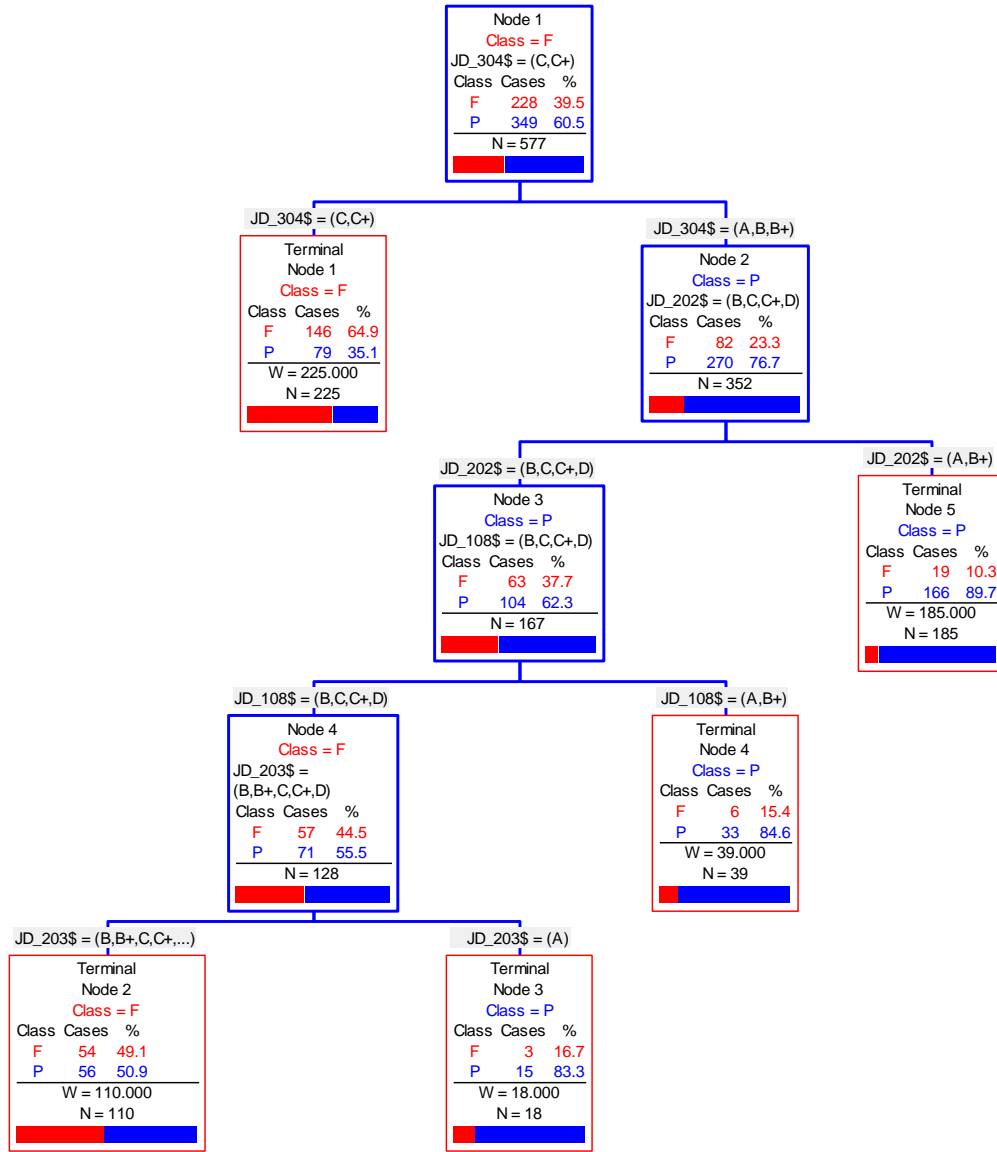 Node 1
Class = F
JD_304$ = (C,C+)
Class Cases %
F 228 39.5
P 349 60.5
N = 577
JD_304$ = (C,C+)
Terminal
Node 1
Class = F
Class Cases %
F 146 64.9
P 79 35.1
W = 225.000
N = 225
JD_304$ = (A,B,B+)
Node 2
Class = P
JD_202$ = (B,C,C+,D)
Class Cases %
F 82 23.3
P 270 76.7
N = 352
JD_202$ = (B,C,C+,D)
Node 3
Class = P
JD_108$ = (B,C,C+,D)
Class Cases %
F 63 37.7
P 104 62.3
N = 167
JD_202$ = (A,B+)
Terminal
Node 5
Class = P
Class Cases %
F 19 10.3
P 166 89.7
W = 185.000
N = 185
JD_108$ = (B,C,C+,D)
Node 4
Class = F
JD_203$ =
(B,B+,C,C+,D)
Class Cases %
F 57 44.5
P 71 55.5
N = 128
JD_108$ = (A,B+)
Terminal
Node 4
Class = P
Class Cases %
F 6 15.4
P 33 84.6
W = 39.000
N = 39
JD_203$ = (B,B+,C,C+,...)
Terminal
Node 2
Class = F
Class Cases %
F 54 49.1
P 56 50.9
W = 110.000
N = 110
JD_203$ = (A)
Terminal
Node 3
Class = P
Class Cases %
F 3 16.7
P 15 83.3
W = 18.000
N = 18